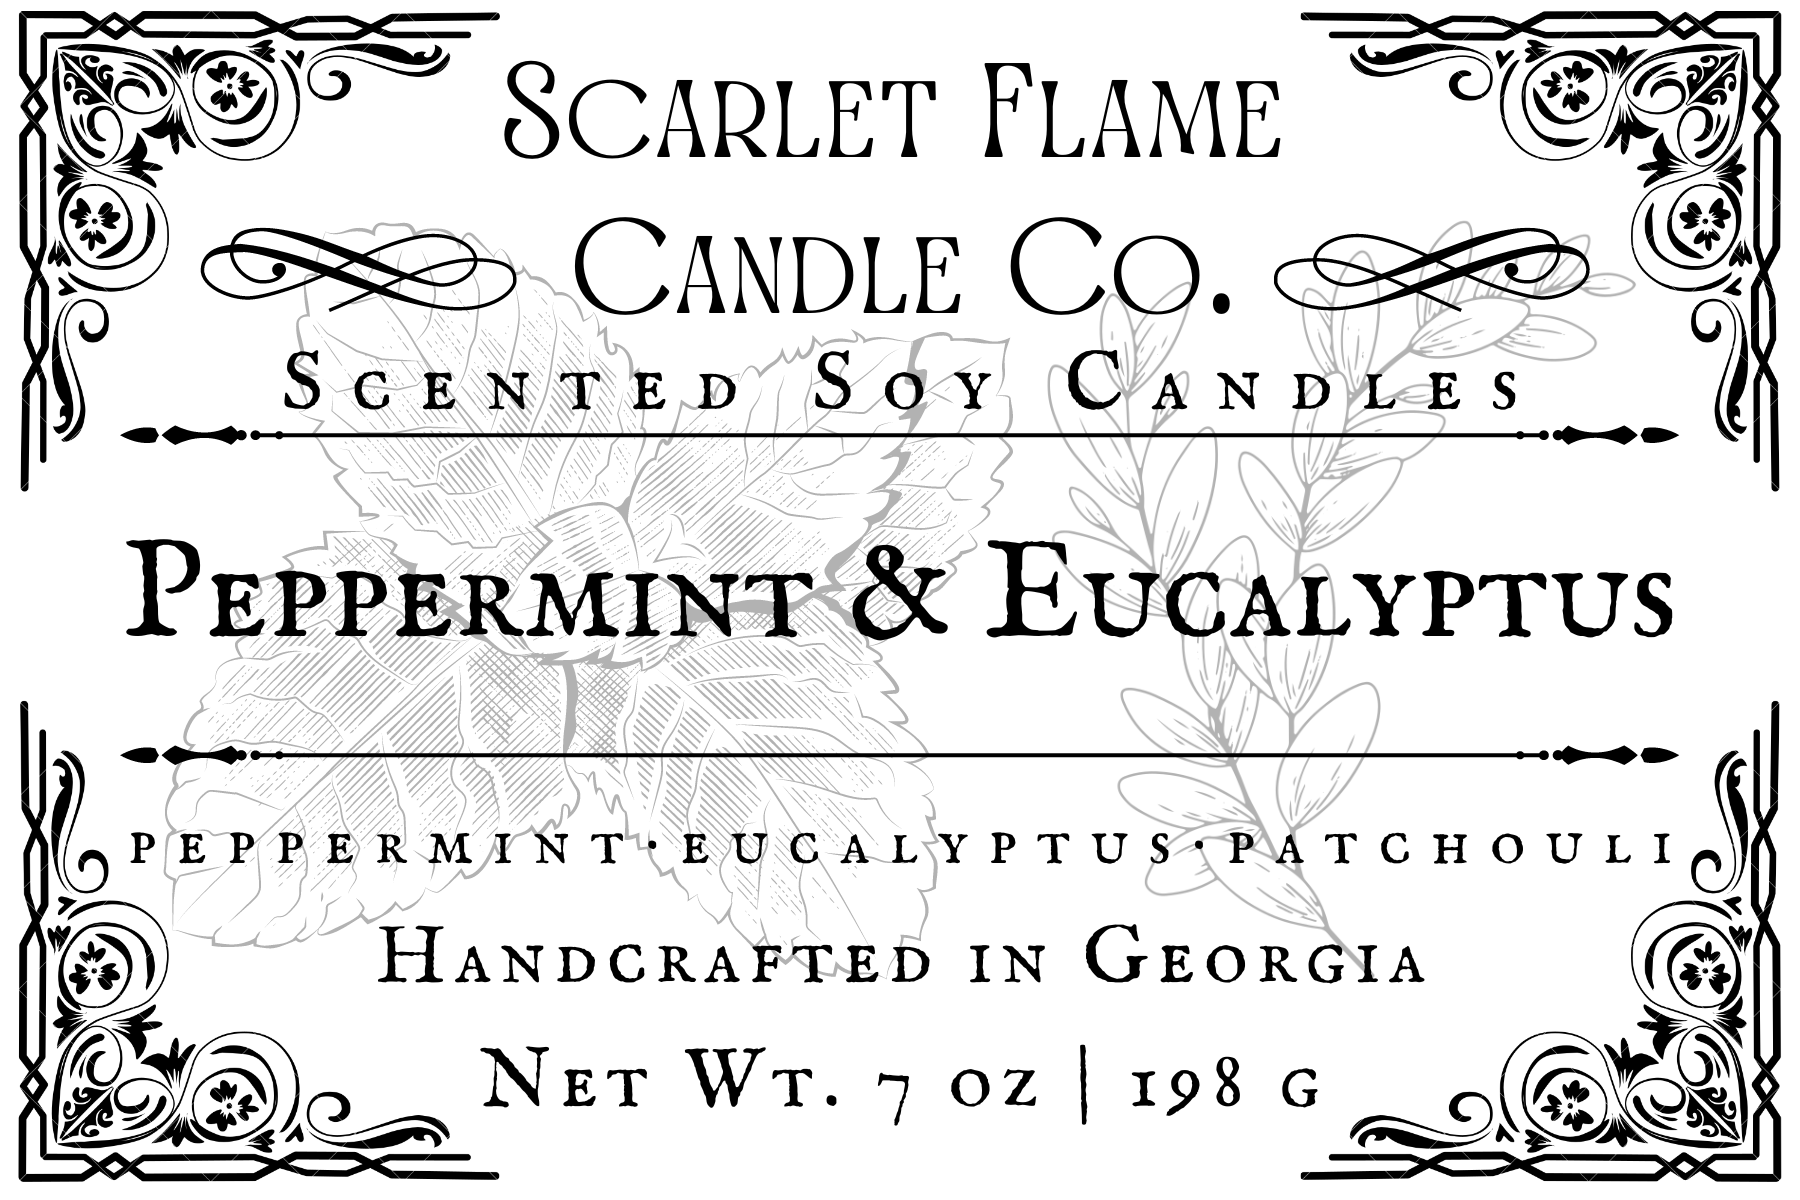 Scarlet Flame
Candle Co.
Scented Soy Candles
Peppermint & Eucalyptus
PEPPERMINT·EUCALYPTUS·PATCHOULI
Handcrafted in Georgia
Net Wt. 7 oz | 198 g